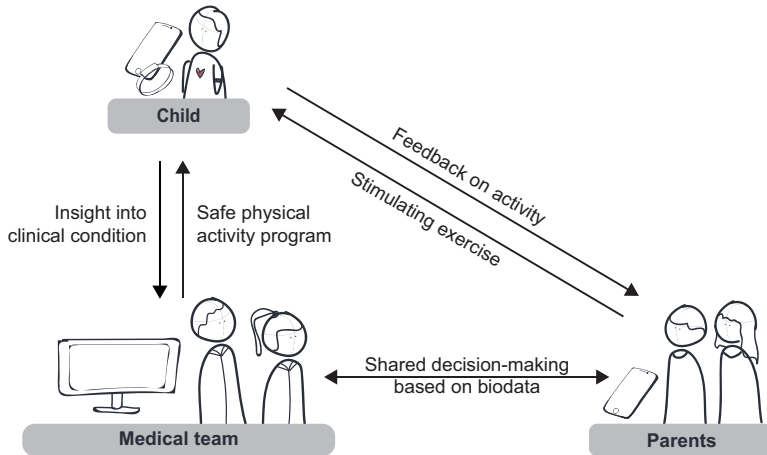 Child
Feedback on activity
Stimulating exercise
Insight into
clinical condition
Safe physical
activity program
Shared decision-making
based on biodata
Medical team
Parents